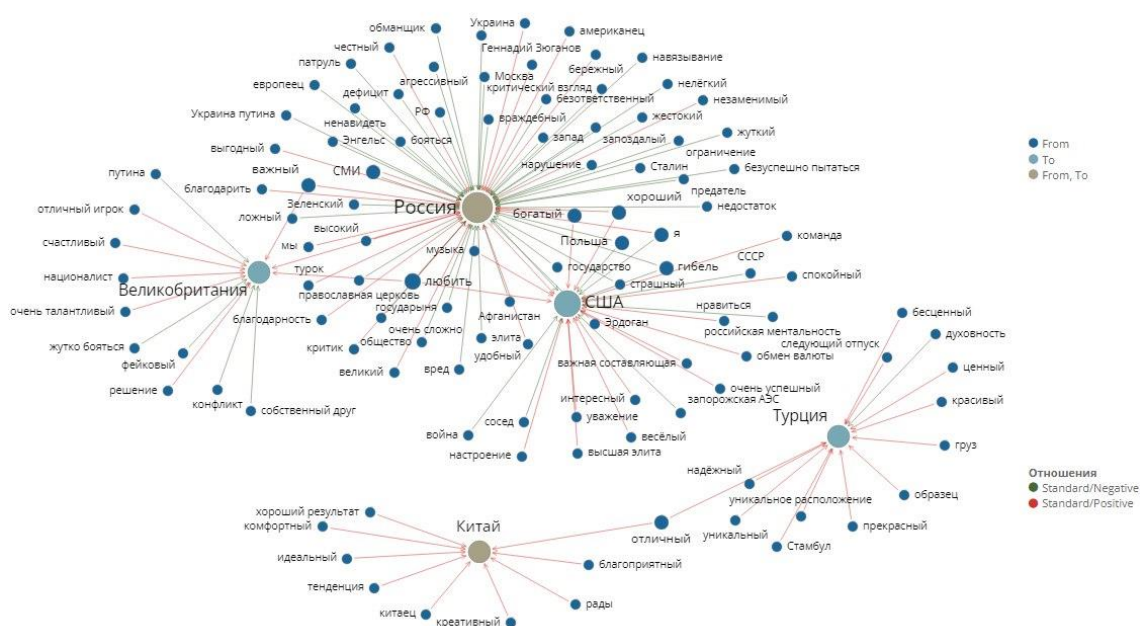 Украина
обманщик
американец
честный
Геннадий Зюганов
навязывание
патруль
бережный
агрессивный
Москва
европеец
критический взгляд
нелёгкий
дефицит
безответственный
незаменимый
РФ
Украина путина
ненавидеть
враждебный
жестокий
Энгельс
бояться
запад
запоздалый
жуткий
выгодный
ограничение
путина
важный
СМИ
нарушение
Сталин
безуспешно пытаться
благодарить
предатель
отличный игрок
Зеленский
Россия
хороший
недостаток
ложный
богатый
высокий
я
счастливый
мы
музыка
Польша
команда
турок
государство
гибель
СССР
националист
любить
страшный
спокойный
Великобритания
православная церковь
США
государыня
нравиться
очень талантливый
благодарность
Афганистан
Эрдоган
бесценный
очень сложно
российская ментальность
духовность
общество
элита
следующий отпуск
жутко бояться
критик
удобный
обмен валюты
фейковый
важная составляющая
ценный
великий
вред
решение
очень успешный
конфликт
интересный
запорожская АЭС
красивый
собственный друг
уважение
Турция
сосед
война
весёлый
груз
настроение
высшая элита
надёжный
уникальное расположение
образец
хороший результат
Китай
прекрасный
комфортный
отличный
уникальный
Стамбул
идеальный
благоприятный
тенденция
рады
китаец
креативный
From
To
From, To
Отношения
Standard/Negative
Standard/Positive